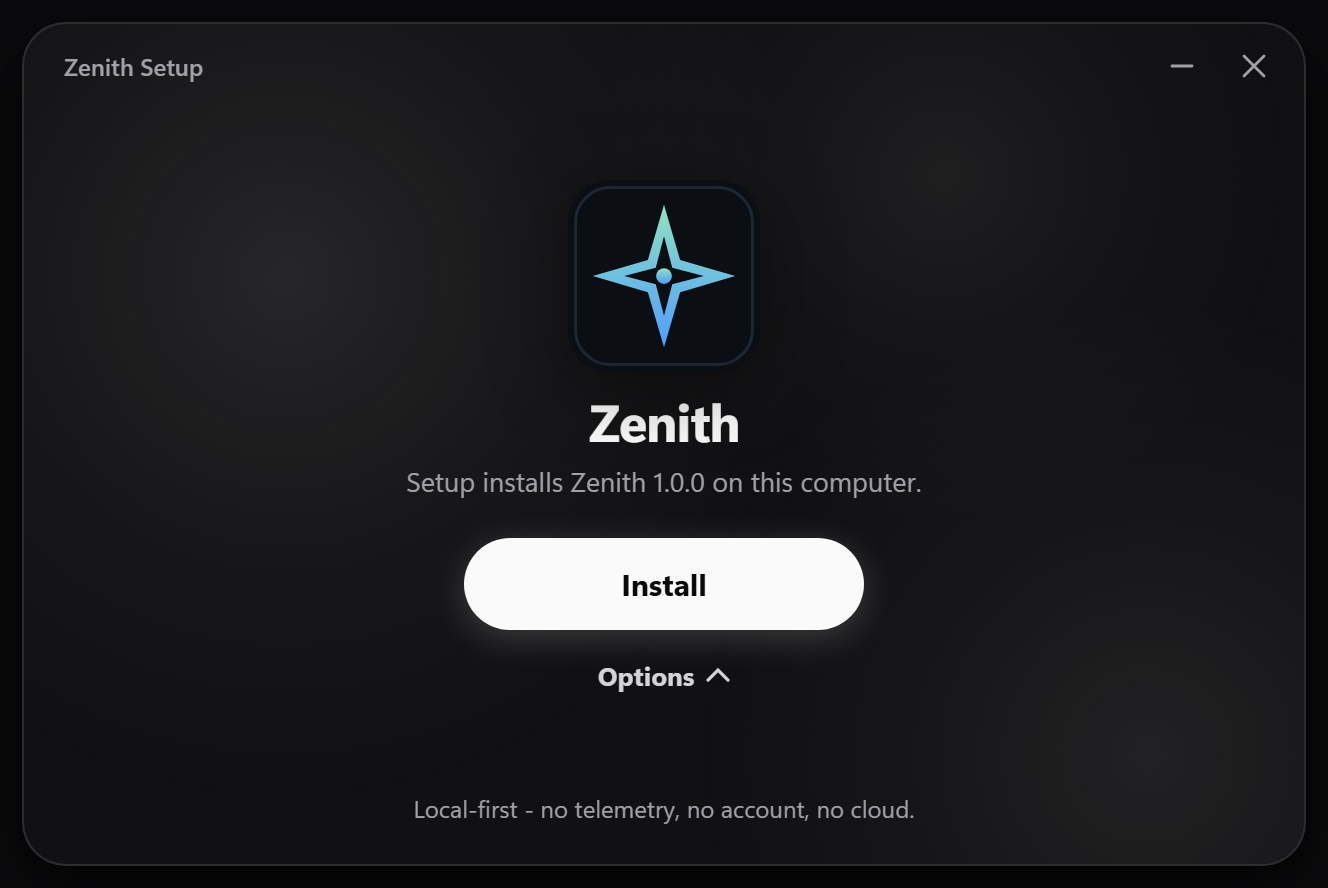 Zenith Setup
Zenith
Setup installs Zenith 1.0.0 on this computer.
Install
Options
Local-first - no telemetry, no account, no cloud.